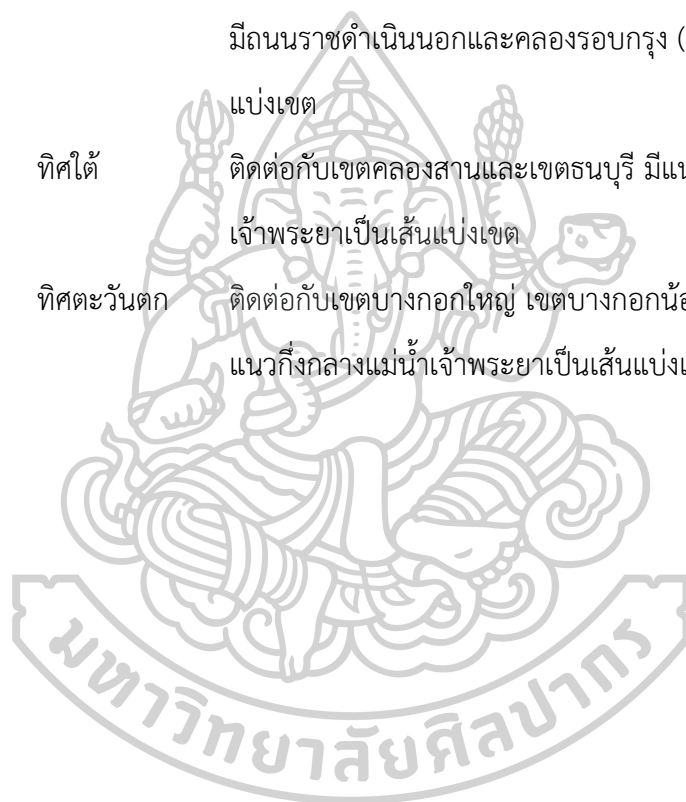 มีถนนราชดำเนินนอกและคลองรอบกรุง (
แบ่งเขต
ทิศใต้ ติดต่อกับเขตคลองสานและเขตธนบุรี มีแน
เจ้าพระยาเป็นเส้นแบ่งเขต
ทิศตะวันตก ติดต่อกับเขตบางกอกใหญ่ เขตบางกอกน้อ
แนวกึ่งกลางแม่น้ำเจ้าพระยาเป็นเส้นแบ่งเ
มหาวิทยาลัยศิลปากร